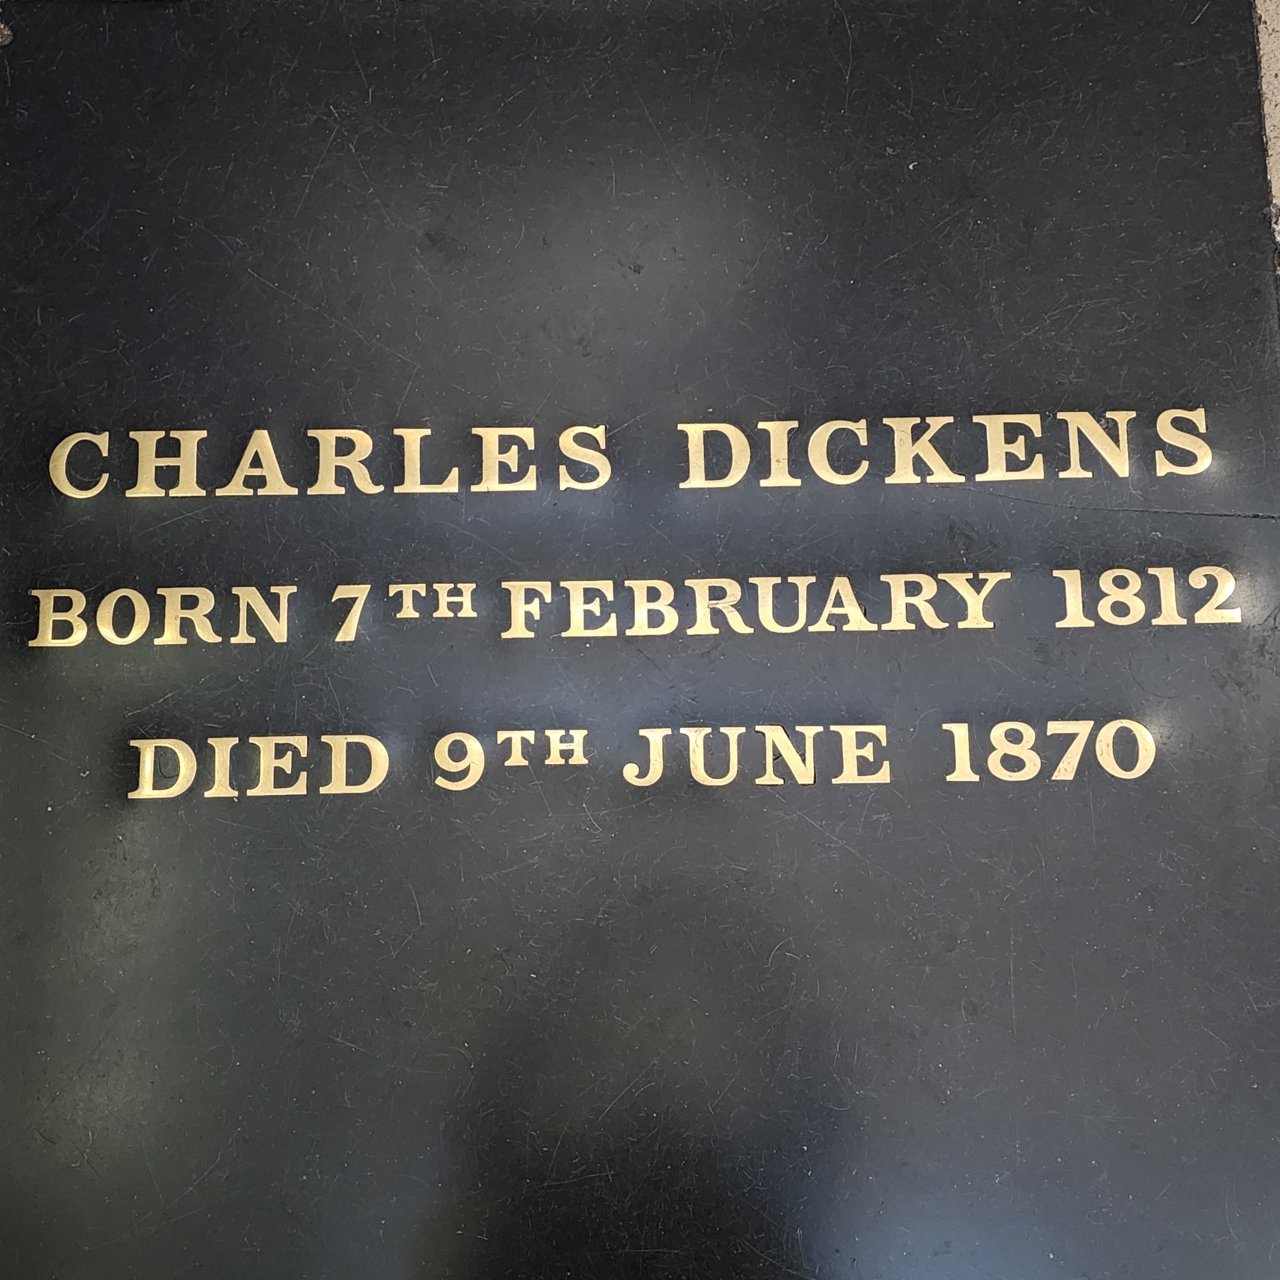 CHARLES DICKENS
BORN 7TH FEBRUARY 1812
DIED 9TH JUNE 1870